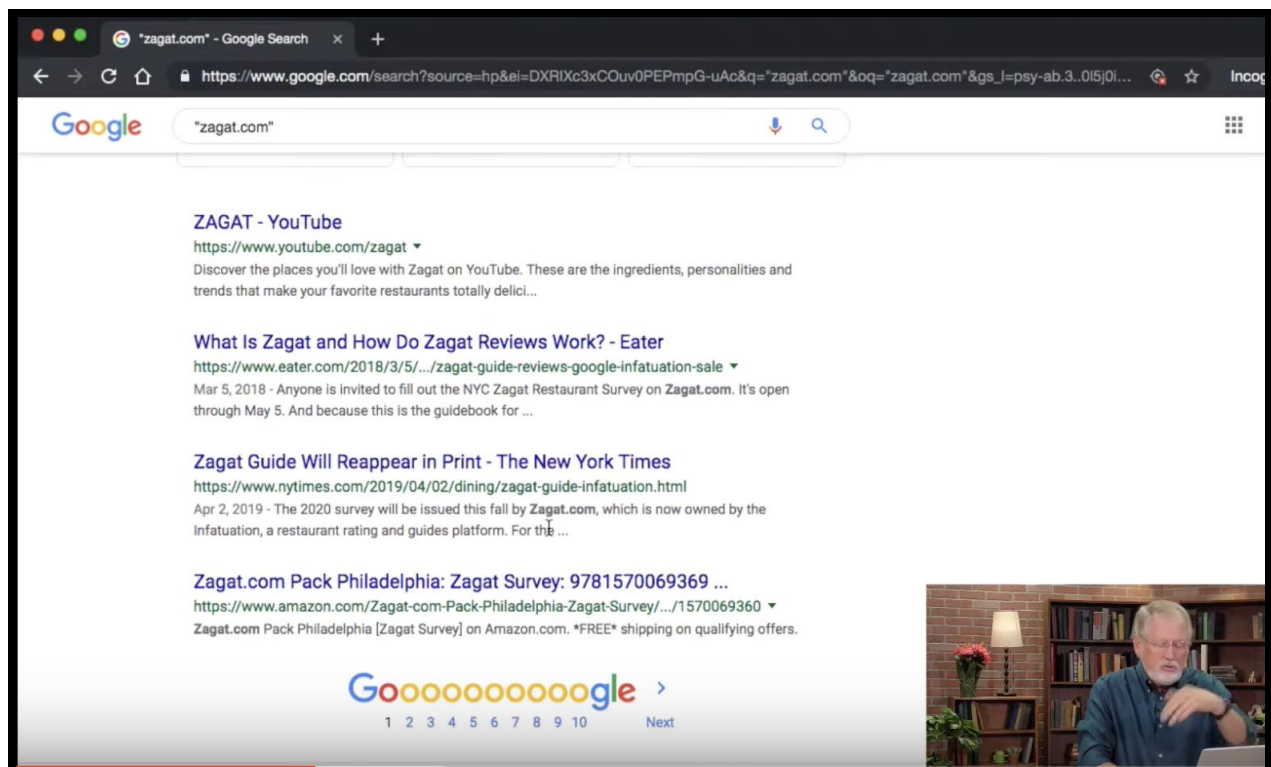 "zagat.com" - Google Search
https://www.google.com/search?source=hp&ei=DXRIXc3xCOuv0PEPmpG-uAc&q="zagat.com"&oq="zagat.com"&gs_l=psy-ab.3..0l5j0i... Incog
Google "zagat.com"
ZAGAT - YouTube
https://www.youtube.com/zagat
Discover the places you'll love with Zagat on YouTube. These are the ingredients, personalities and
trends that make your favorite restaurants totally delici...
What Is Zagat and How Do Zagat Reviews Work? - Eater
https://www.eater.com/2018/3/5/.../zagat-guide-reviews-google-infatuation-sale
Mar 5, 2018 - Anyone is invited to fill out the NYC Zagat Restaurant Survey on Zagat.com. It's open
through May 5. And because this is the guidebook for ...
Zagat Guide Will Reappear in Print - The New York Times
https://www.nytimes.com/2019/04/02/dining/zagat-guide-infatuation.html
Apr 2, 2019 - The 2020 survey will be issued this fall by Zagat.com, which is now owned by the
Infatuation, a restaurant rating and guides platform. For the ...
Zagat.com Pack Philadelphia: Zagat Survey: 9781570069369 ...
https://www.amazon.com/Zagat-com-Pack-Philadelphia-Zagat-Survey/.../1570069360
Zagat.com Pack Philadelphia [Zagat Survey] on Amazon.com. *FREE* shipping on qualifying offers.
Goooooooooogle >
1 2 3 4 5 6 7 8 9 10 Next